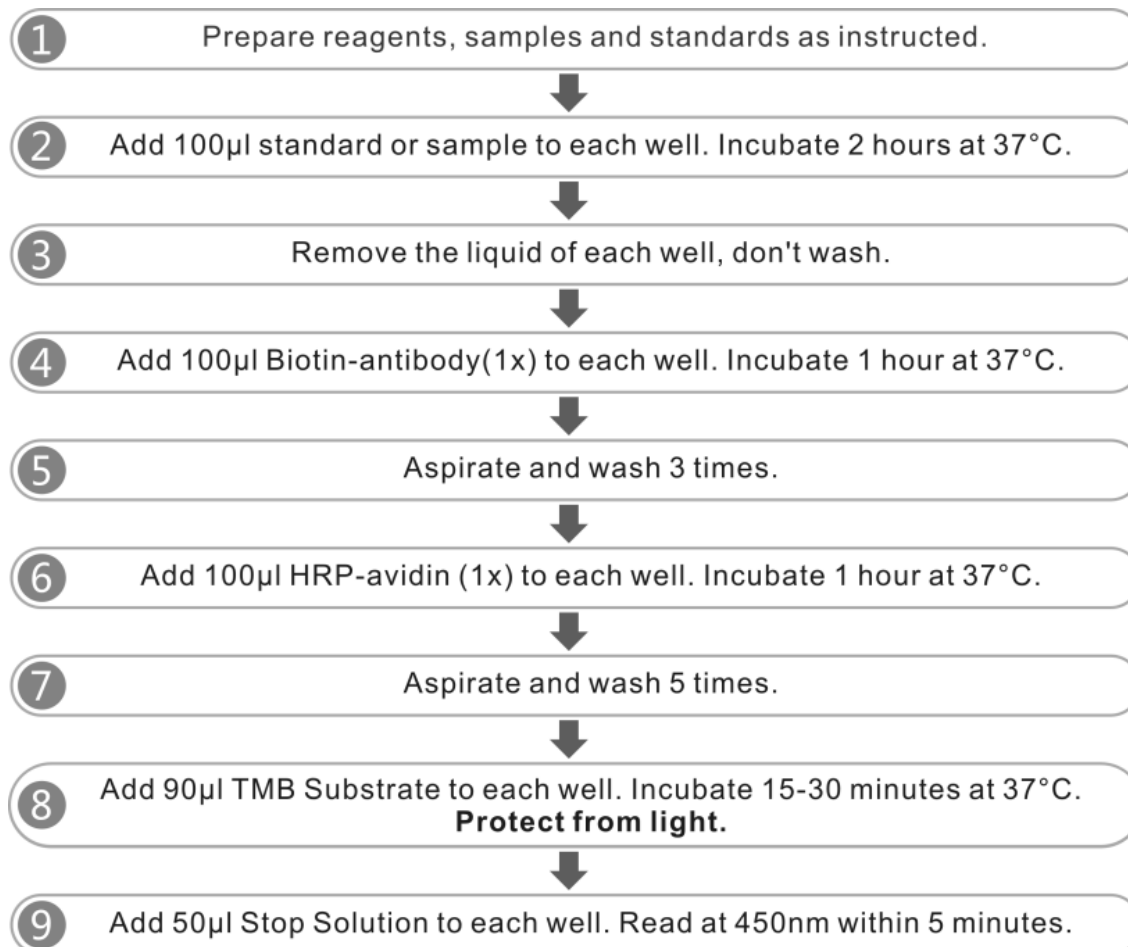 1 Prepare reagents, samples and standards as instructed.
2 Add 100µl standard or sample to each well. Incubate 2 hours at 37°C.
3 Remove the liquid of each well, don't wash.
4 Add 100µl Biotin-antibody(1x) to each well. Incubate 1 hour at 37°C.
5 Aspirate and wash 3 times.
6 Add 100µl HRP-avidin (1x) to each well. Incubate 1 hour at 37°C.
7 Aspirate and wash 5 times.
8 Add 90µl TMB Substrate to each well. Incubate 15-30 minutes at 37°C.
Protect from light.
9 Add 50µl Stop Solution to each well. Read at 450nm within 5 minutes.